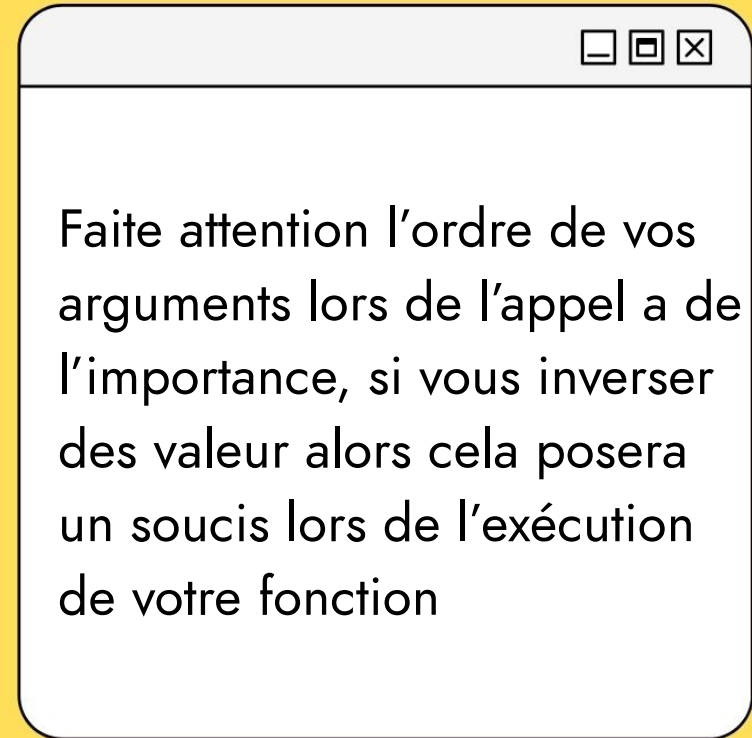 Faite attention l’ordre de vos
arguments lors de l’appel a de
l’importance, si vous inverser
des valeur alors cela posera
un soucis lors de l’exécution
de votre fonction